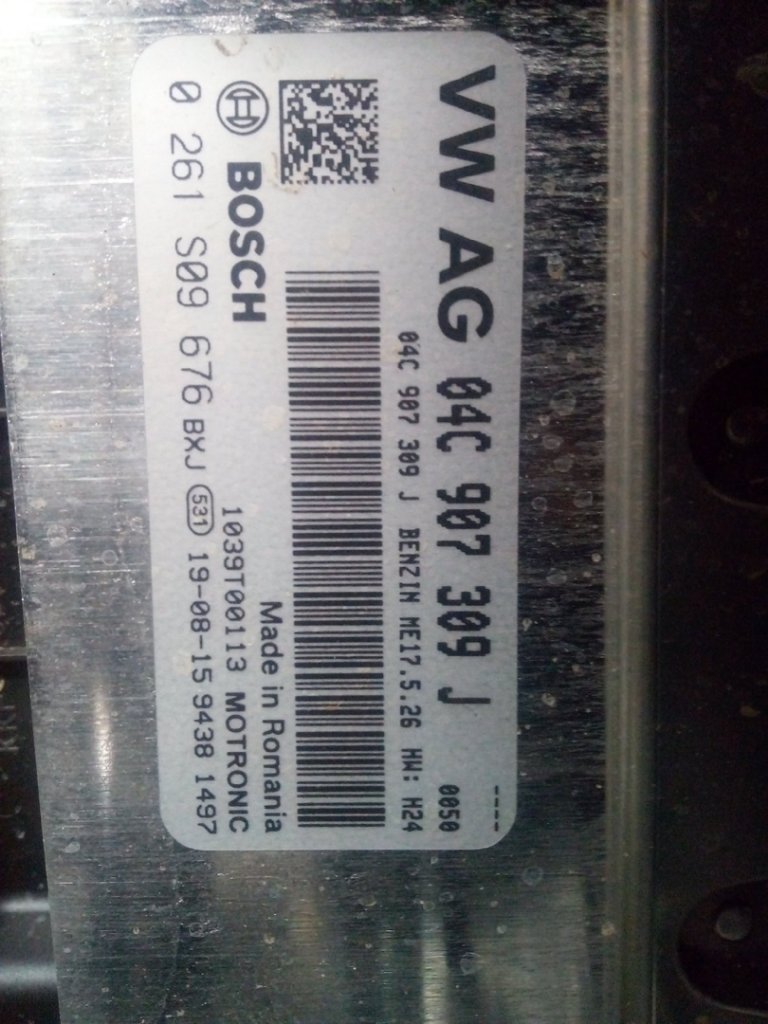 VW AG 04C 907 309 J
----
0050
04C 907 309 J BENZIN ME17.5.26 HW: H24
BOSCH
Made in Romania
1039T00113 MOTRONIC
0 261 S09 676 BXJ 531 19-08-15 9438 1497